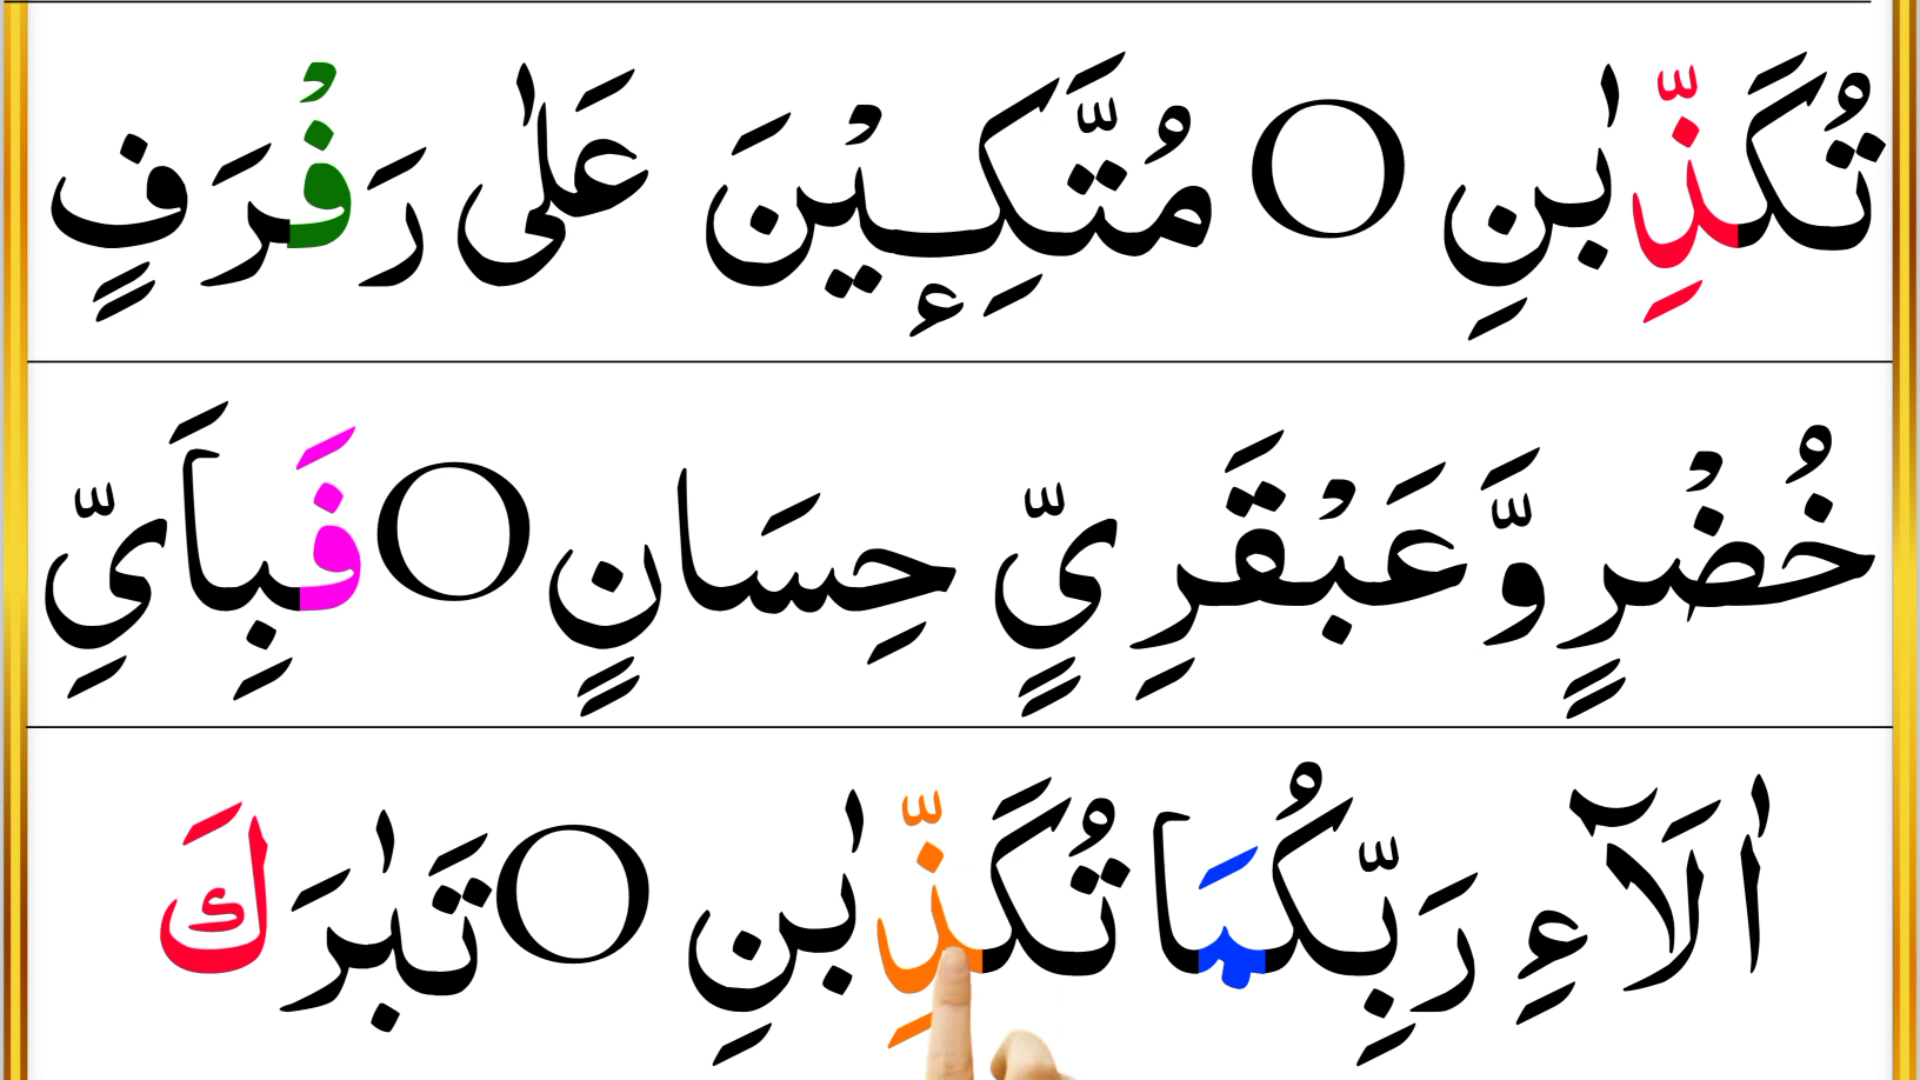 تُكَذِّبٰنِ ○ مُتَّكِـِٕیْنَ عَلٰی رَفْرَفٍ
خُضْرٍ وَّعَبْقَرِیٍّ حِسَانٍ ○ فَبِاَیِّ
اٰلَآءِ رَبِّكُمَا تُكَذِّبٰنِ ○ تَبٰرَكَ